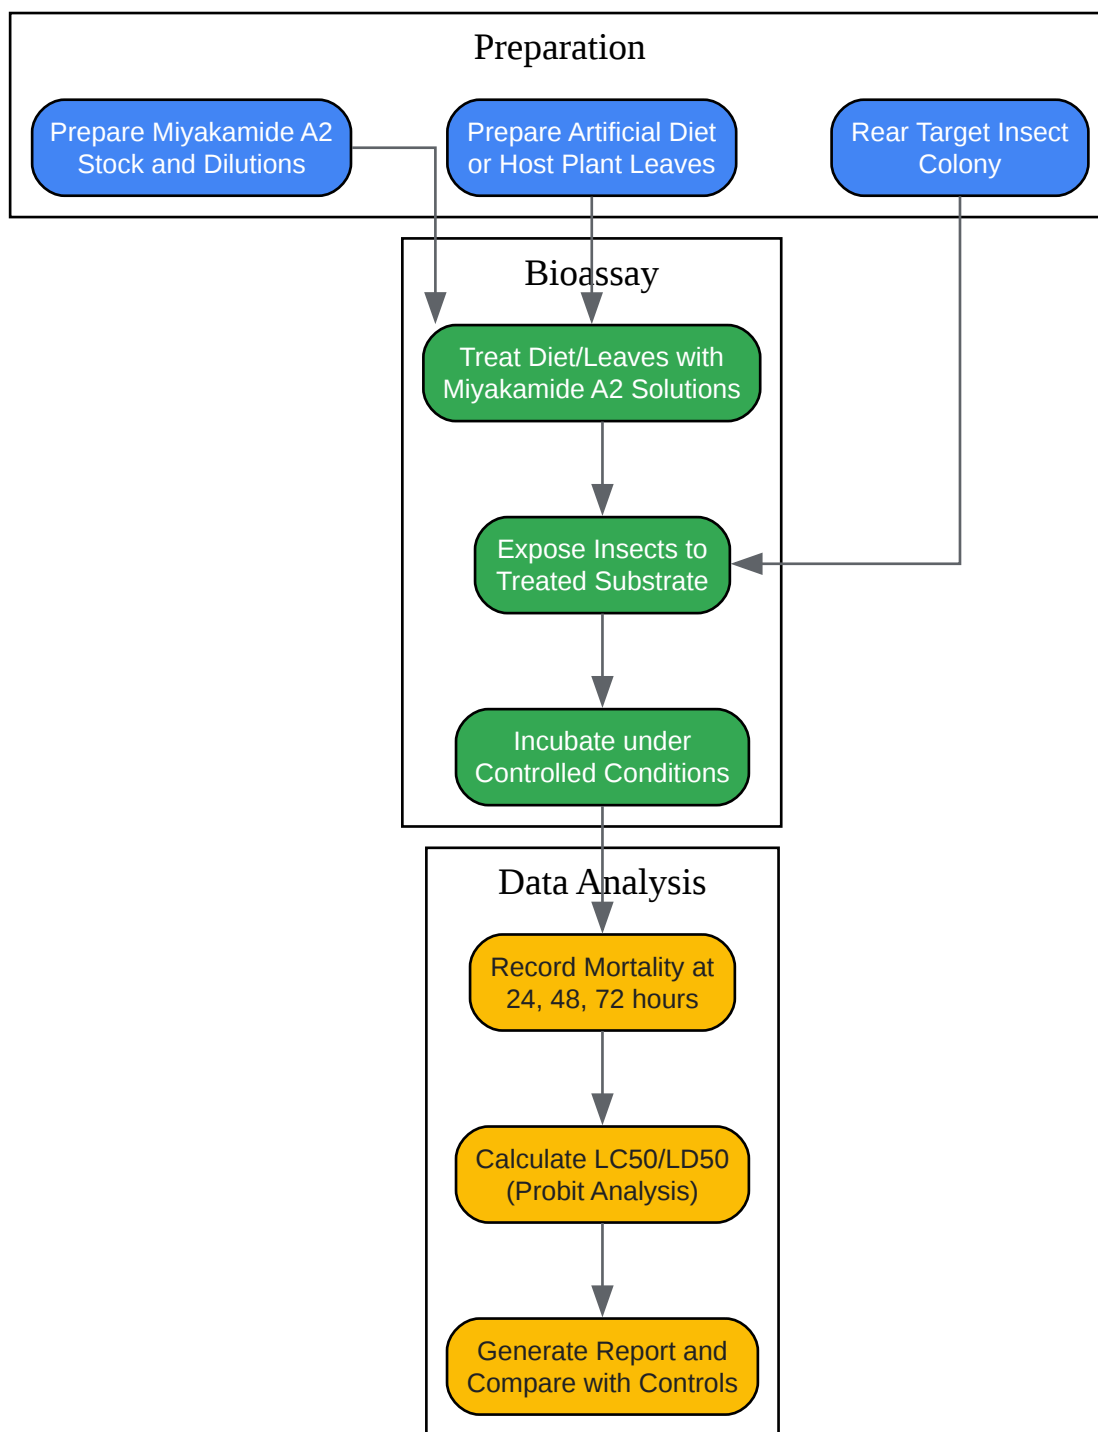 Preparation
Prepare Miyakamide A2
Stock and Dilutions
Prepare Artificial Diet
or Host Plant Leaves
Rear Target Insect
Colony
Bioassay
Treat Diet/Leaves with
Miyakamide A2 Solutions
Expose Insects to
Treated Substrate
Incubate under
Controlled Conditions
Data Analysis
Record Mortality at
24, 48, 72 hours
Calculate LC50/LD50
(Probit Analysis)
Generate Report and
Compare with Controls